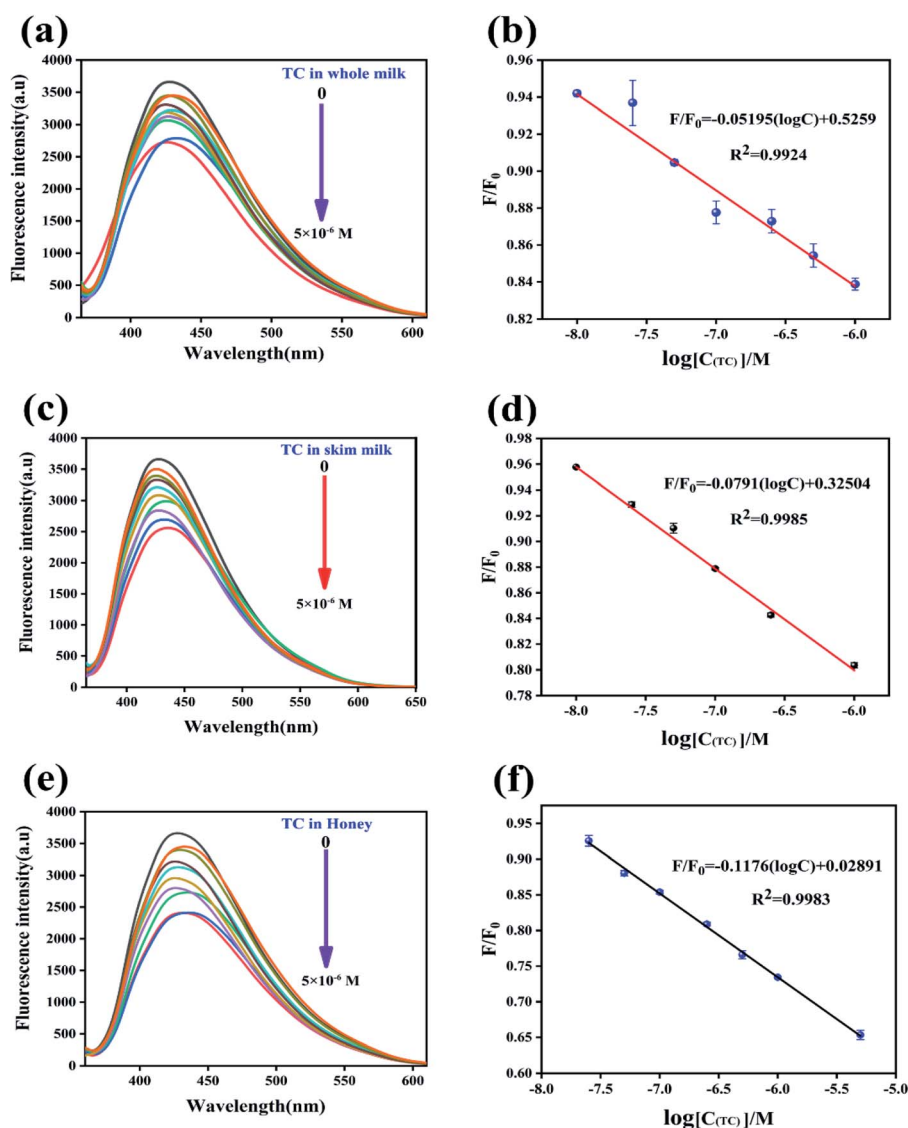 (a)
Fluorescence intensity(a.u)
4000
3500
3000
2500
2000
1500
1000
500
0
TC in whole milk
0
5×10⁻⁶ M
400 450 500 550 600
Wavelength(nm)
(b)
F/F₀
0.96
0.94
0.92
0.90
0.88
0.86
0.84
0.82
F/F₀=-0.05195(logC)+0.5259
R²=0.9924
-8.0 -7.5 -7.0 -6.5 -6.0
log[C(TC)]/M
(c)
Fluorescence intensity(a.u)
4000
3500
3000
2500
2000
1500
1000
500
0
TC in skim milk
0
5×10⁻⁶ M
400 450 500 550 600 650
Wavelength(nm)
(d)
F/F₀
0.98
0.96
0.94
0.92
0.90
0.88
0.86
0.84
0.82
0.80
0.78
F/F₀=-0.0791(logC)+0.32504
R²=0.9985
-8.0 -7.5 -7.0 -6.5 -6.0
log[C(TC)]/M
(e)
Fluorescence intensity(a.u)
4000
3500
3000
2500
2000
1500
1000
500
0
TC in Honey
0
5×10⁻⁶ M
400 450 500 550 600
Wavelength(nm)
(f)
F/F₀
0.95
0.90
0.85
0.80
0.75
0.70
0.65
0.60
F/F₀=-0.1176(logC)+0.02891
R²=0.9983
-8.0 -7.5 -7.0 -6.5 -6.0 -5.5 -5.0
log[C(TC)]/M